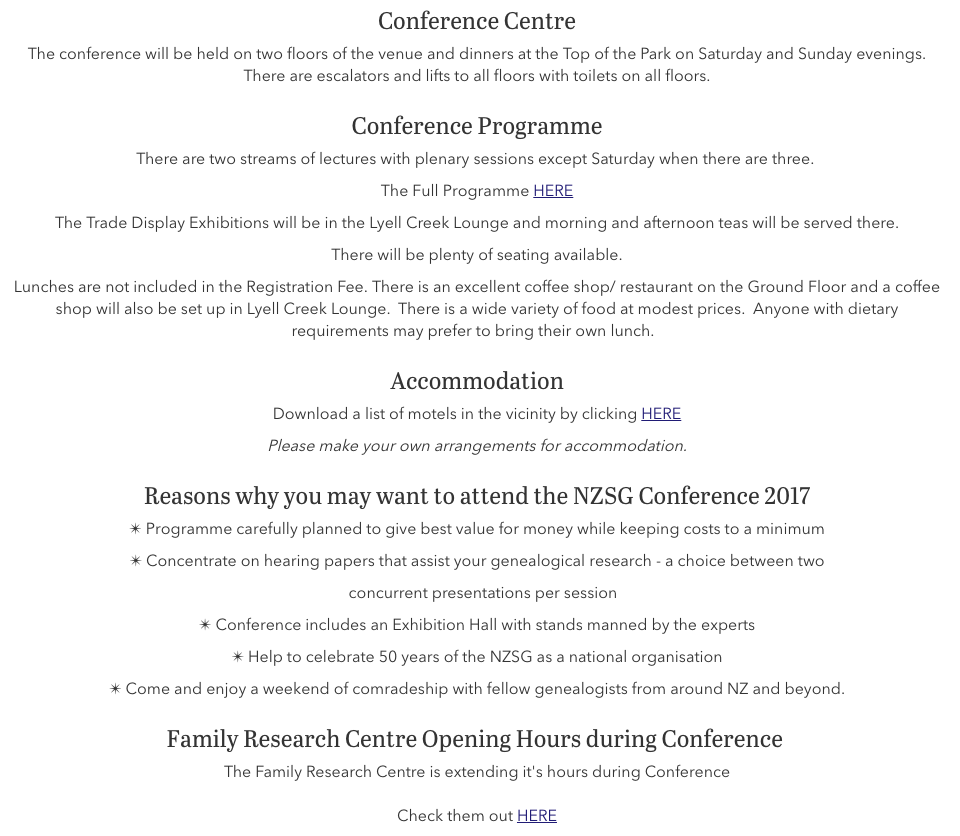 Conference Centre
The conference will be held on two floors of the venue and dinners at the Top of the Park on Saturday and Sunday evenings.
There are escalators and lifts to all floors with toilets on all floors.
Conference Programme
There are two streams of lectures with plenary sessions except Saturday when there are three.
The Full Programme HERE
The Trade Display Exhibitions will be in the Lyell Creek Lounge and morning and afternoon teas will be served there.
There will be plenty of seating available.
Lunches are not included in the Registration Fee. There is an excellent coffee shop/ restaurant on the Ground Floor and a coffee
shop will also be set up in Lyell Creek Lounge.  There is a wide variety of food at modest prices.  Anyone with dietary
requirements may prefer to bring their own lunch.
Accommodation
Download a list of motels in the vicinity by clicking HERE
Please make your own arrangements for accommodation.
Reasons why you may want to attend the NZSG Conference 2017
✴ Programme carefully planned to give best value for money while keeping costs to a minimum
✴ Concentrate on hearing papers that assist your genealogical research - a choice between two
concurrent presentations per session
✴ Conference includes an Exhibition Hall with stands manned by the experts
✴ Help to celebrate 50 years of the NZSG as a national organisation
✴ Come and enjoy a weekend of comradeship with fellow genealogists from around NZ and beyond.
Family Research Centre Opening Hours during Conference
The Family Research Centre is extending it's hours during Conference
Check them out HERE